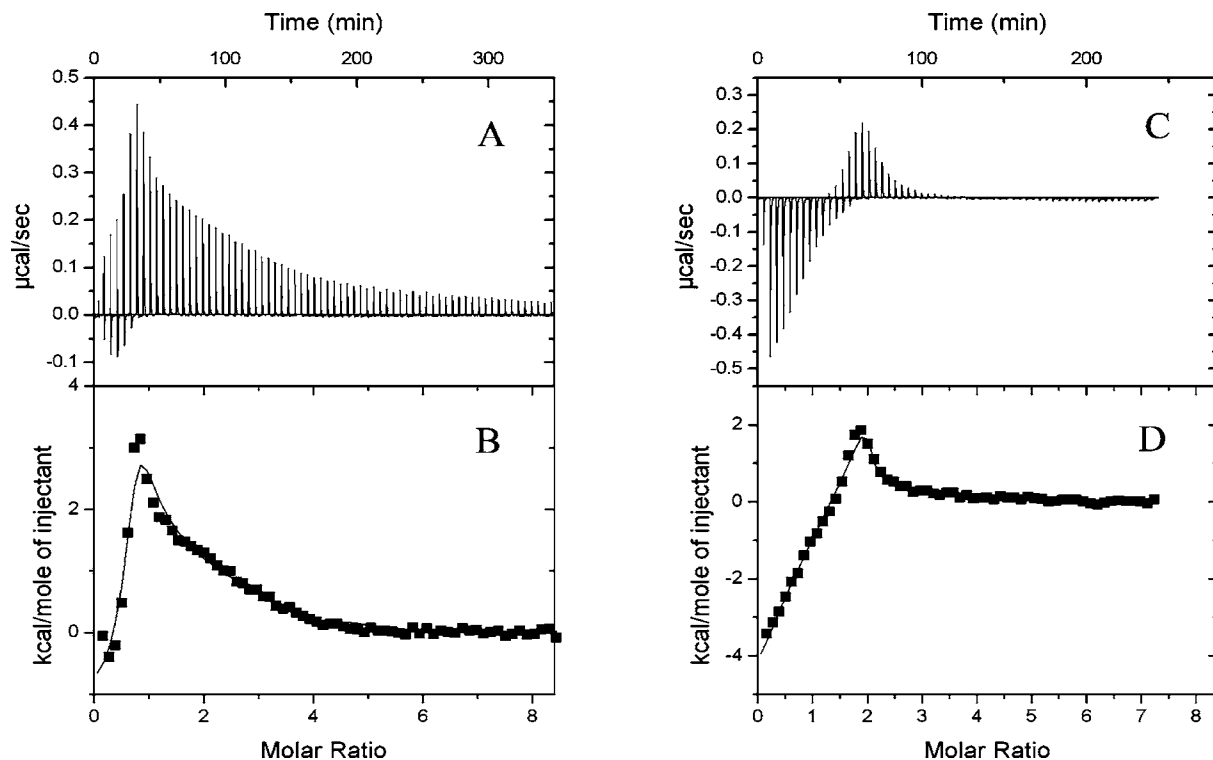 Time (min)
0 100 200 300
0.5
0.4
0.3
0.2
0.1
0.0
-0.1
µcal/sec
A
4
2
0
kcal/mole of injectant
B
0 2 4 6 8
Molar Ratio
Time (min)
0 100 200
0.3
0.2
0.1
0.0
-0.1
-0.2
-0.3
-0.4
-0.5
µcal/sec
C
2
0
-2
-4
kcal/mole of injectant
D
0 1 2 3 4 5 6 7 8
Molar Ratio